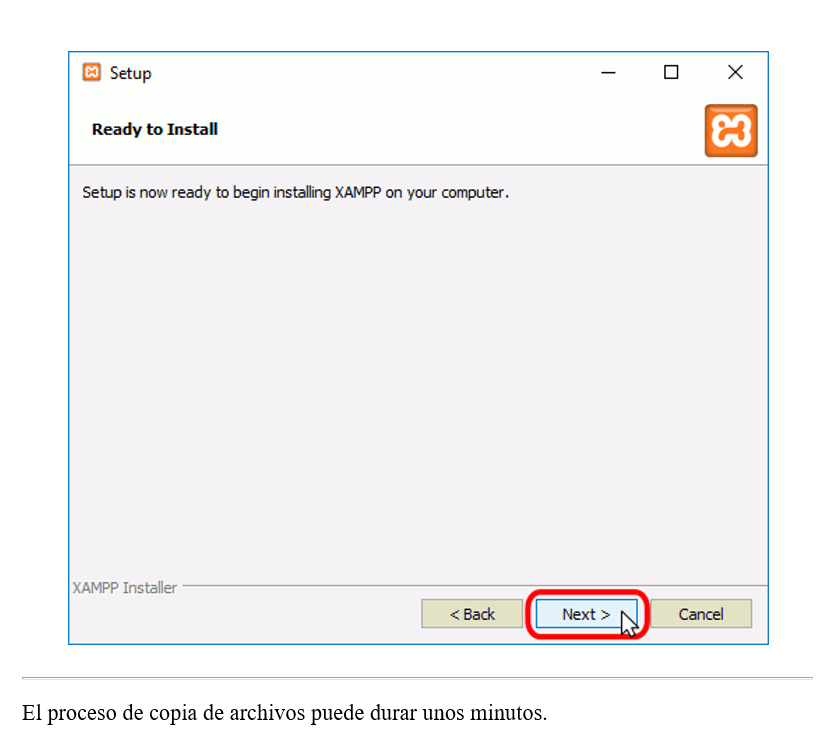 Setup
Ready to Install
Setup is now ready to begin installing XAMPP on your computer.
XAMPP Installer
< Back Next > Cancel
El proceso de copia de archivos puede durar unos minutos.